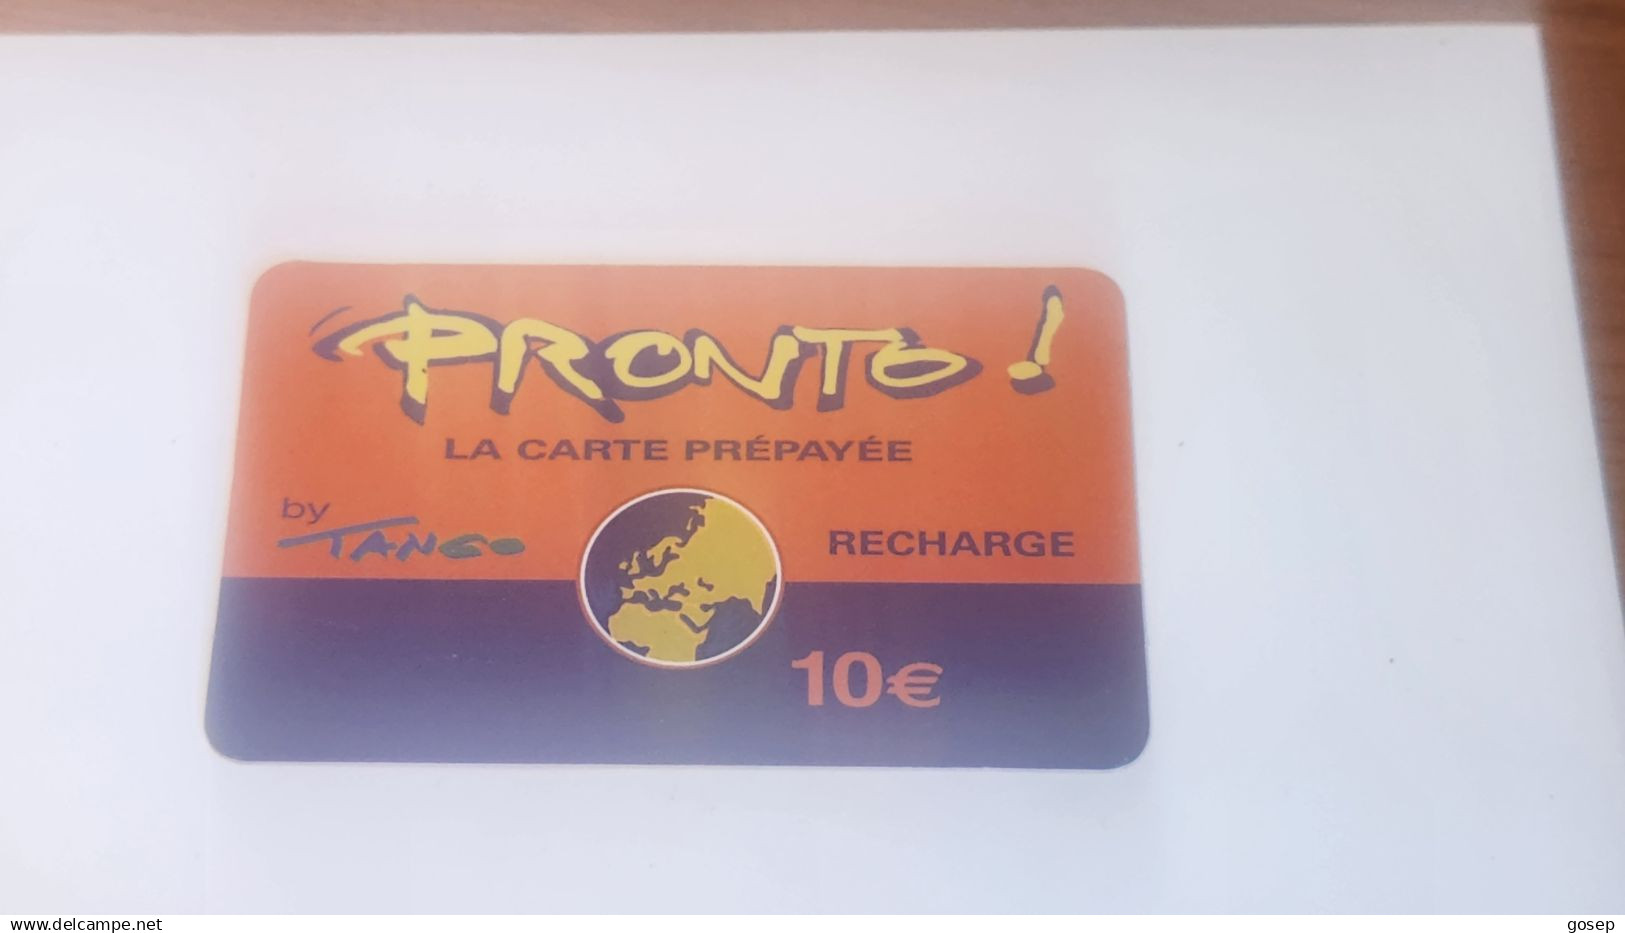 PRONTO !
LA CARTE PRÉPAYÉE
by
TANGO
RECHARGE
10€
www.delcampe.net
gosep